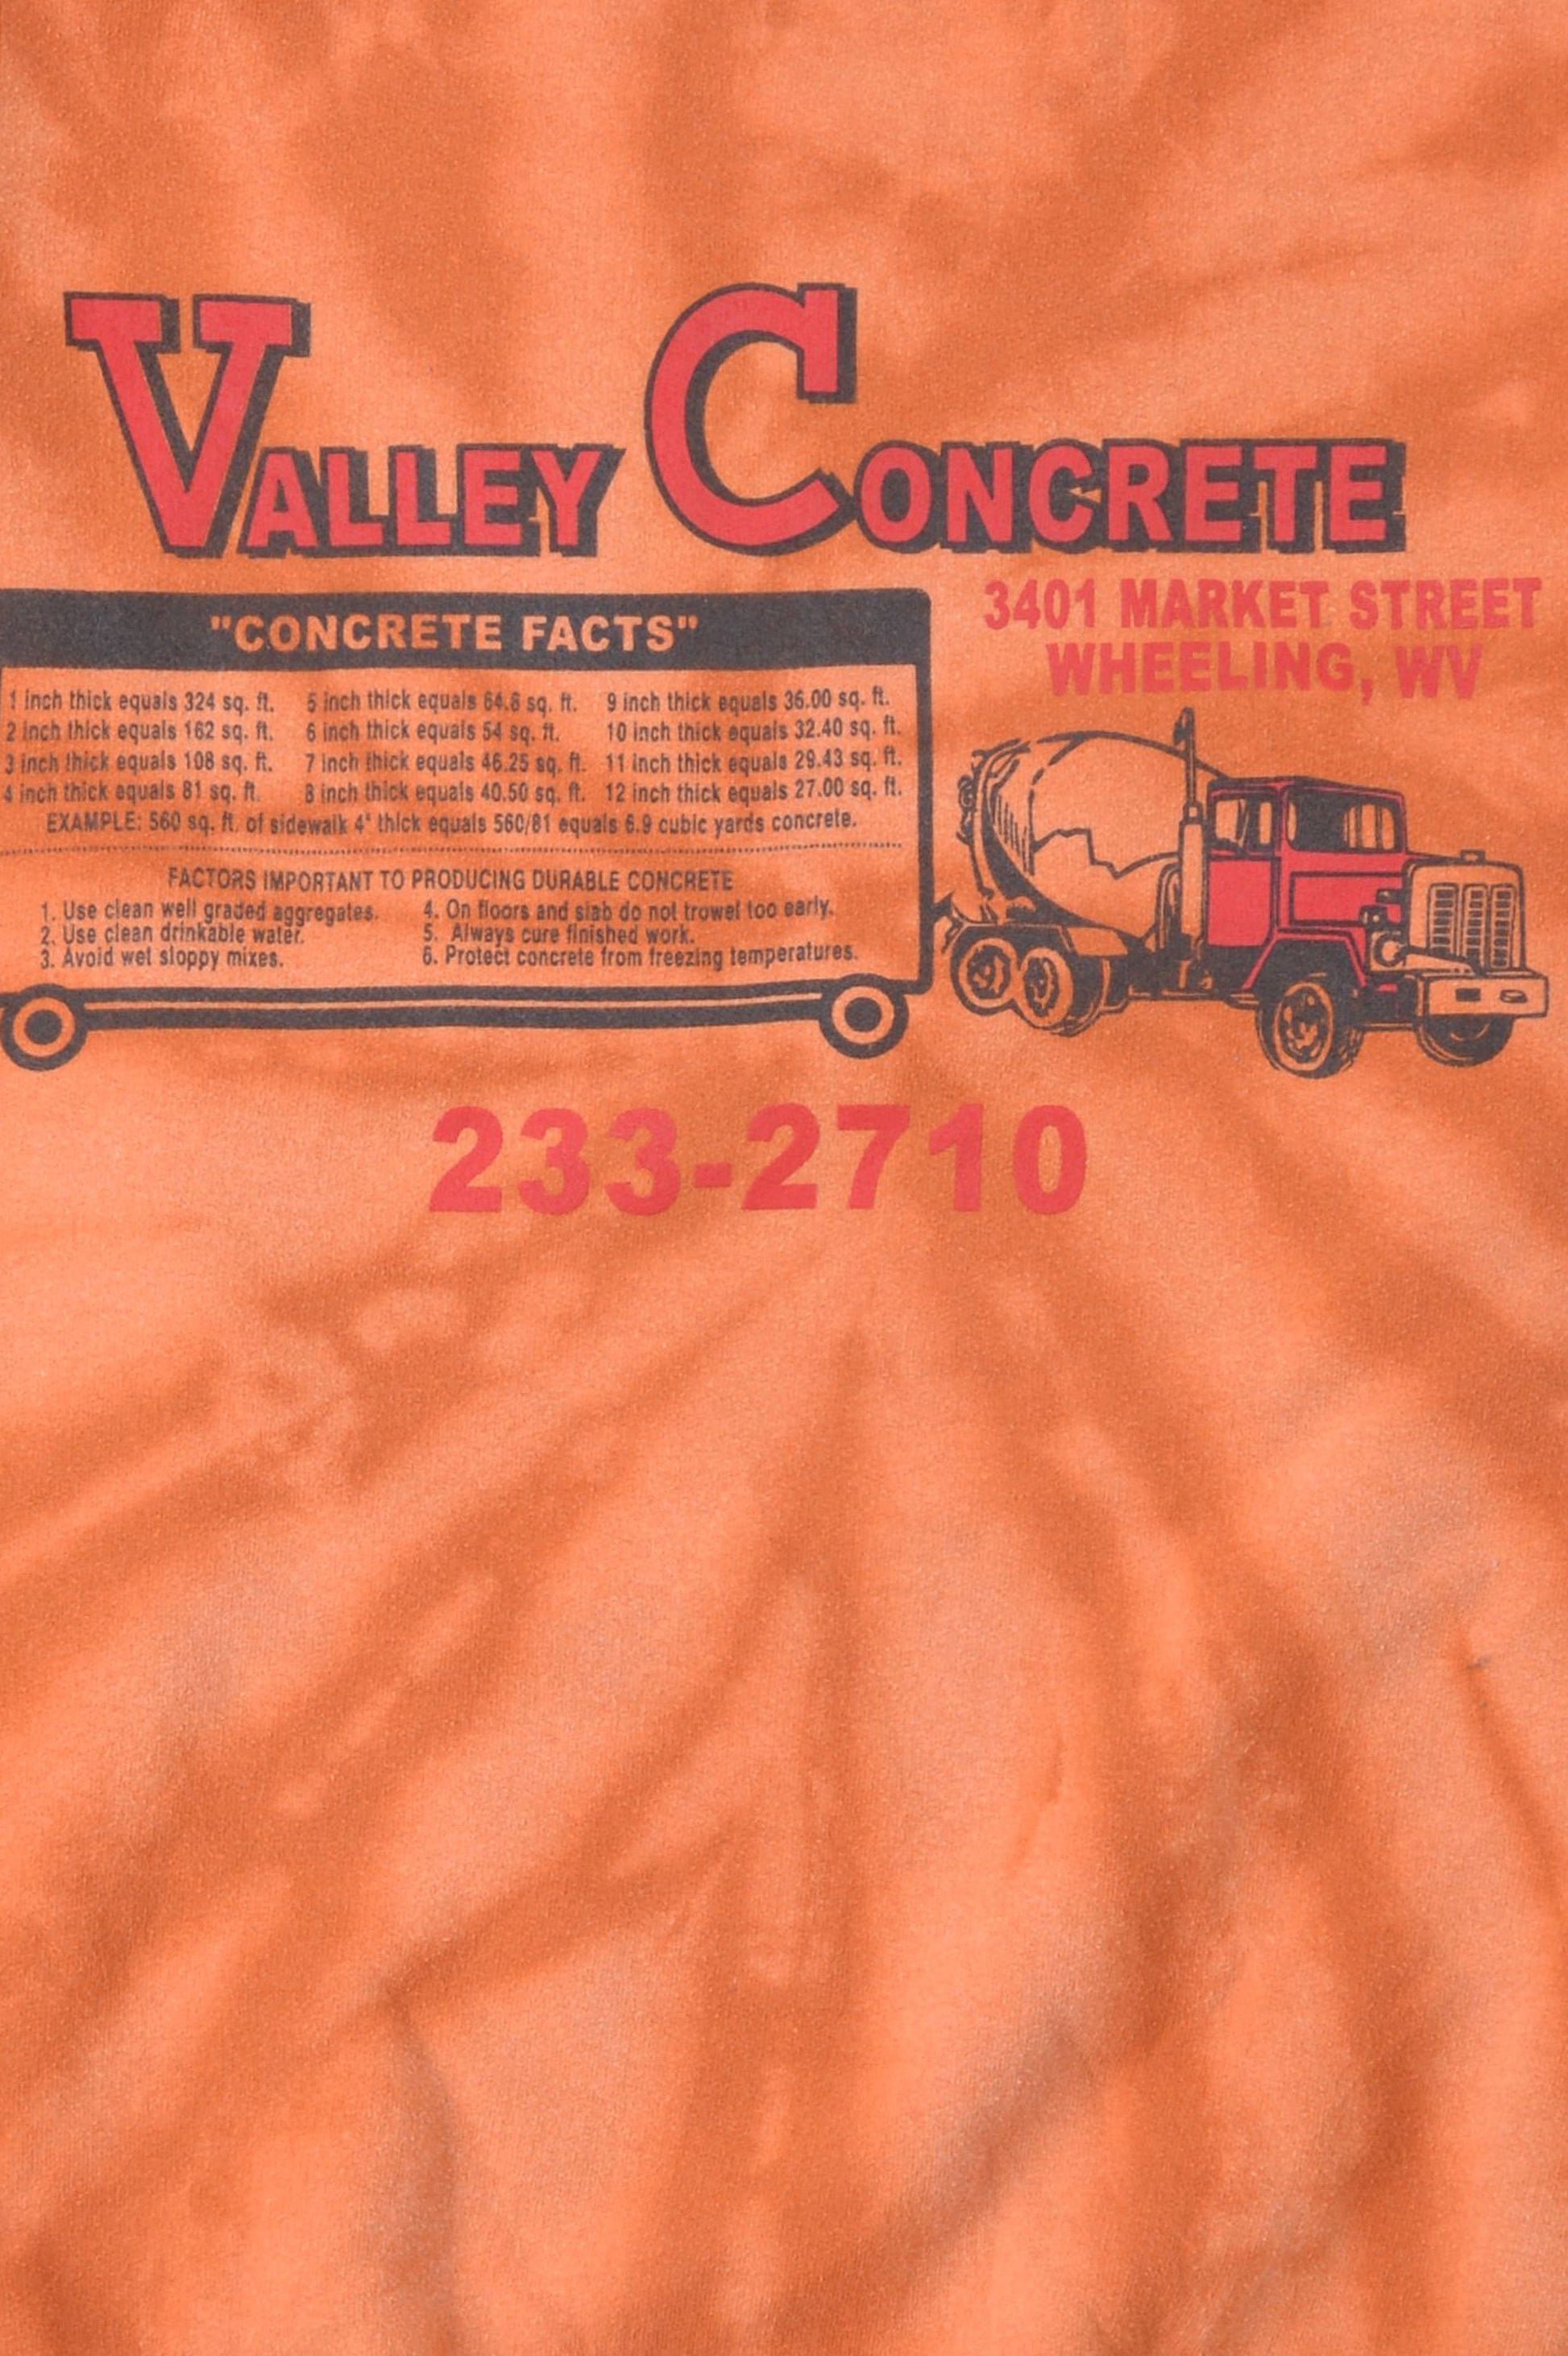 VALLEY CONCRETE
3401 MARKET STREET
WHEELING, WV
"CONCRETE FACTS"
1 inch thick equals 324 sq. ft. 5 inch thick equals 64.8 sq. ft. 9 inch thick equals 36.00 sq. ft.
2 inch thick equals 162 sq. ft. 6 inch thick equals 54 sq. ft. 10 inch thick equals 32.40 sq. ft.
3 inch thick equals 108 sq. ft. 7 inch thick equals 46.25 sq. ft. 11 inch thick equals 29.43 sq. ft.
4 inch thick equals 81 sq. ft. 8 inch thick equals 40.50 sq. ft. 12 inch thick equals 27.00 sq. ft.
EXAMPLE: 560 sq. ft. of sidewalk 4" thick equals 560/81 equals 6.9 cubic yards concrete.
FACTORS IMPORTANT TO PRODUCING DURABLE CONCRETE
1. Use clean well graded aggregates.
2. Use clean drinkable water.
3. Avoid wet sloppy mixes.
4. On floors and slab do not trowel too early.
5. Always cure finished work.
6. Protect concrete from freezing temperatures.
233-2710